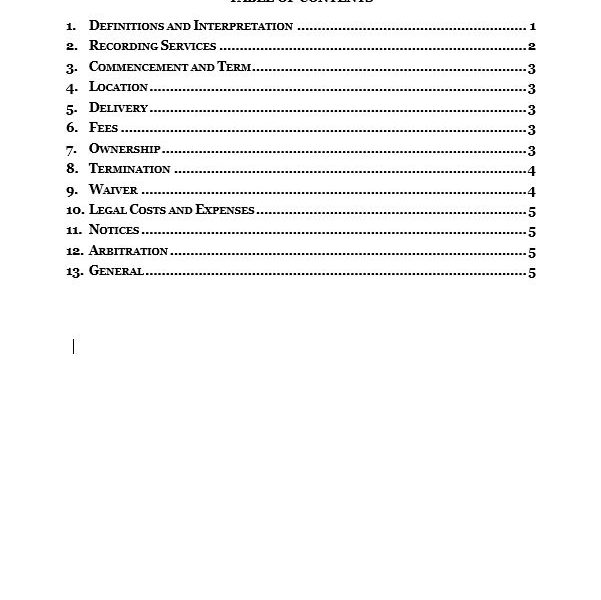 TABLE OF CONTENTS
1. DEFINITIONS AND INTERPRETATION ........................................................ 1
2. RECORDING SERVICES ........................................................................... 2
3. COMMENCEMENT AND TERM................................................................... 3
4. LOCATION............................................................................................ 3
5. DELIVERY............................................................................................ 3
6. FEES ................................................................................................... 3
7. OWNERSHIP......................................................................................... 3
8. TERMINATION ...................................................................................... 4
9. WAIVER .............................................................................................. 4
10. LEGAL COSTS AND EXPENSES.................................................................. 5
11. NOTICES ............................................................................................. 5
12. ARBITRATION ....................................................................................... 5
13. GENERAL............................................................................................. 5